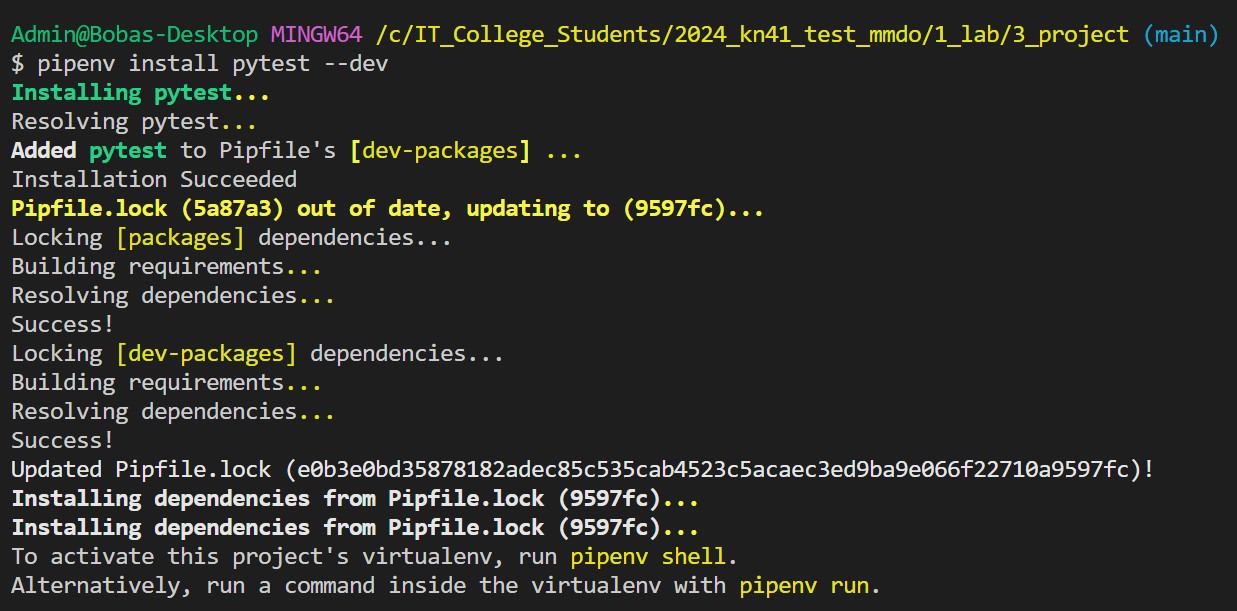 Admin@Bobas-Desktop MINGW64 /c/IT_College_Students/2024_kn41_test_mmdo/1_lab/3_project (main)
$ pipenv install pytest --dev
Installing pytest...
Resolving pytest...
Added pytest to Pipfile's [dev-packages] ...
Installation Succeeded
Pipfile.lock (5a87a3) out of date, updating to (9597fc)...
Locking [packages] dependencies...
Building requirements...
Resolving dependencies...
Success!
Locking [dev-packages] dependencies...
Building requirements...
Resolving dependencies...
Success!
Updated Pipfile.lock (e0b3e0bd35878182adec85c535cab4523c5acaec3ed9ba9e066f22710a9597fc)!
Installing dependencies from Pipfile.lock (9597fc)...
Installing dependencies from Pipfile.lock (9597fc)...
To activate this project's virtualenv, run pipenv shell.
Alternatively, run a command inside the virtualenv with pipenv run.